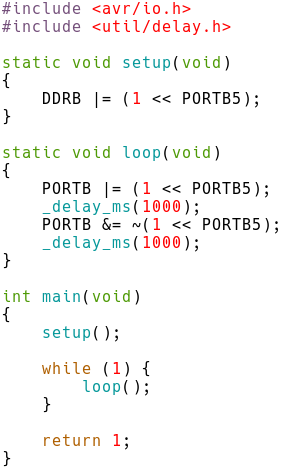 #include <avr/io.h>
#include <util/delay.h>

static void setup(void)
{
    DDRB |= (1 << PORTB5);
}

static void loop(void)
{
    PORTB |= (1 << PORTB5);
    _delay_ms(1000);
    PORTB &= ~(1 << PORTB5);
    _delay_ms(1000);
}

int main(void)
{
    setup();

    while (1) {
        loop();
    }

    return 1;
}